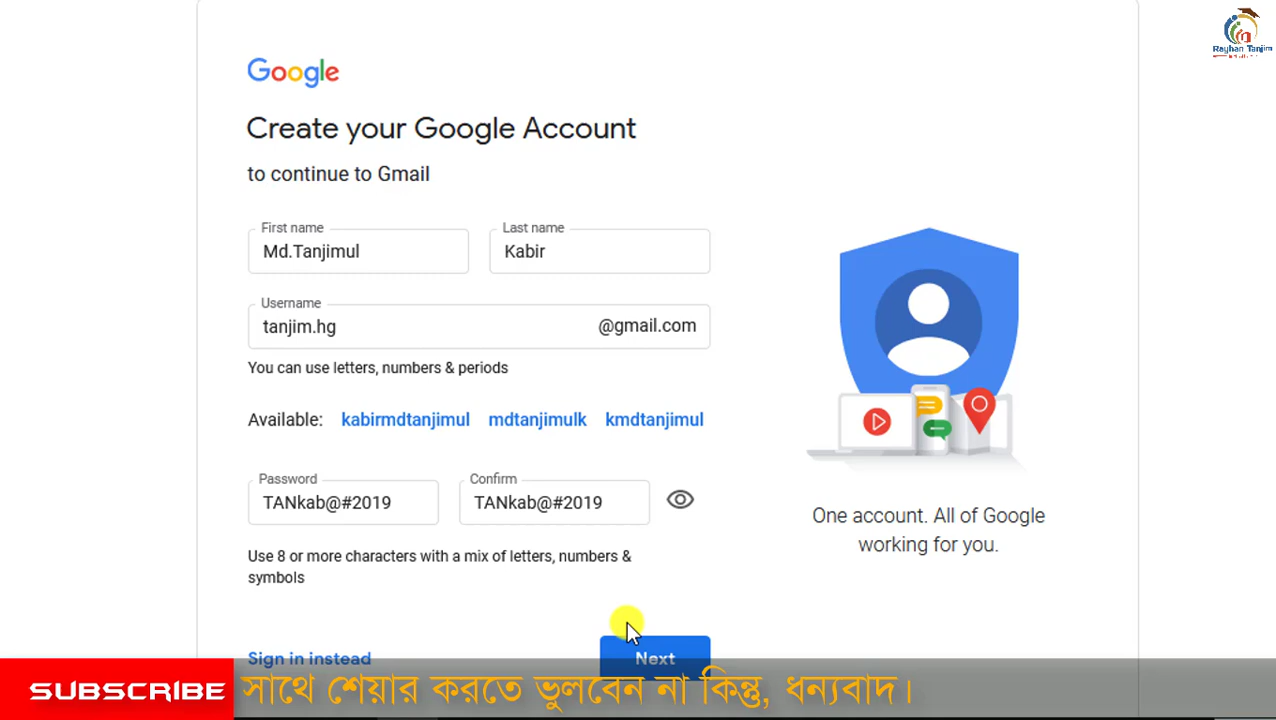 Rayhan Tanjim
Google
Create your Google Account
to continue to Gmail
First name
Last name
Md.Tanjimul
Kabir
Username
tanjim.hg
@gmail.com
You can use letters, numbers & periods
Available: kabirmdtanjimul mdtanjimulk kmdtanjimul
Password
Confirm
TANkab@#2019
TANkab@#2019
Use 8 or more characters with a mix of letters, numbers &
symbols
One account. All of Google
working for you.
Sign in instead
Next
SUBSCRIBE
সাথে শেয়ার করতে ভুলবেন না কিন্তু, ধন্যবাদ।